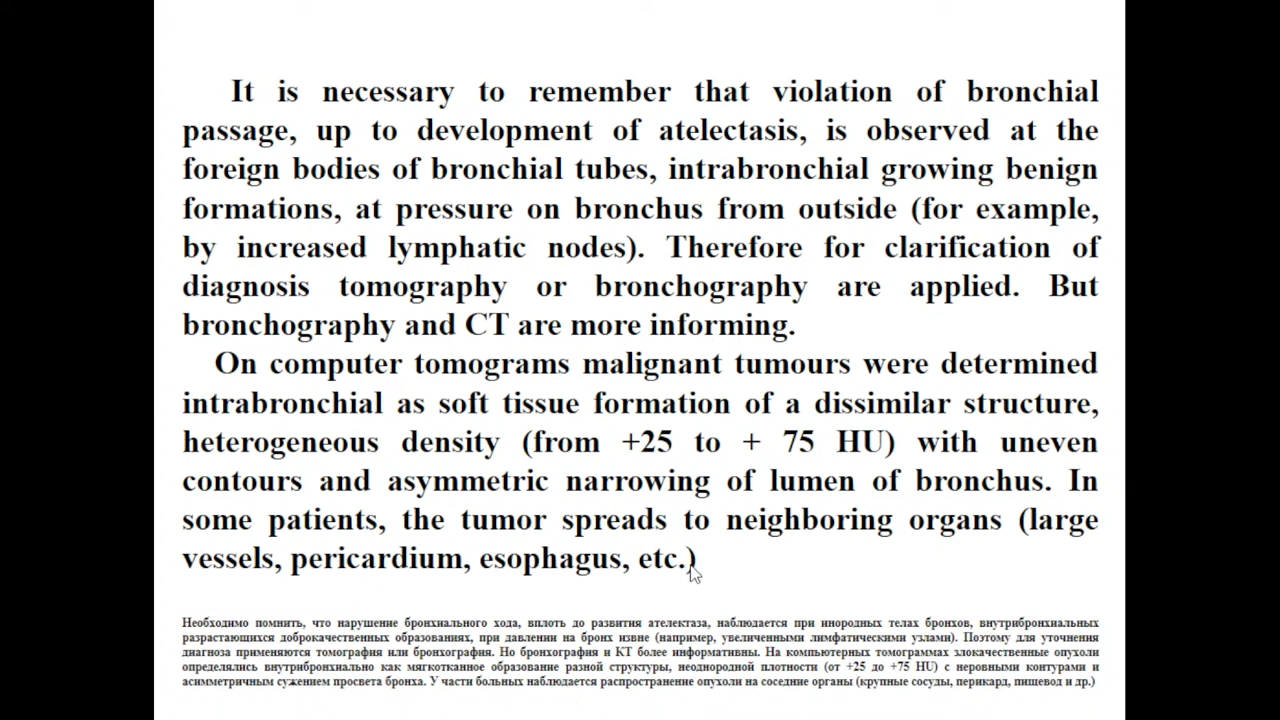 It is necessary to remember that violation of bronchial
passage, up to development of atelectasis, is observed at the
foreign bodies of bronchial tubes, intrabronchial growing benign
formations, at pressure on bronchus from outside (for example,
by increased lymphatic nodes). Therefore for clarification of
diagnosis tomography or bronchography are applied. But
bronchography and CT are more informing.
On computer tomograms malignant tumours were determined
intrabronchial as soft tissue formation of a dissimilar structure,
heterogeneous density (from +25 to + 75 HU) with uneven
contours and asymmetric narrowing of lumen of bronchus. In
some patients, the tumor spreads to neighboring organs (large
vessels, pericardium, esophagus, etc.)
Необходимо помнить, что нарушение бронхиального хода, вплоть до развития ателектаза, наблюдается при инородных телах бронхов, внутрибронхиальных
разрастающихся доброкачественных образованиях, при давлении на бронх извне (например, увеличенными лимфатическими узлами). Поэтому для уточнения
диагноза применяются томография или бронхография. Но бронхография и КТ более информативны. На компьютерных томограммах злокачественные опухоли
определялись внутрибронхиально как мягкотканное образование разной структуры, неоднородной плотности (от +25 до +75 HU) с неровными контурами и
асимметричным сужением просвета бронха. У части больных наблюдается распространение опухоли на соседние органы (крупные сосуды, перикард, пищевод и др.)